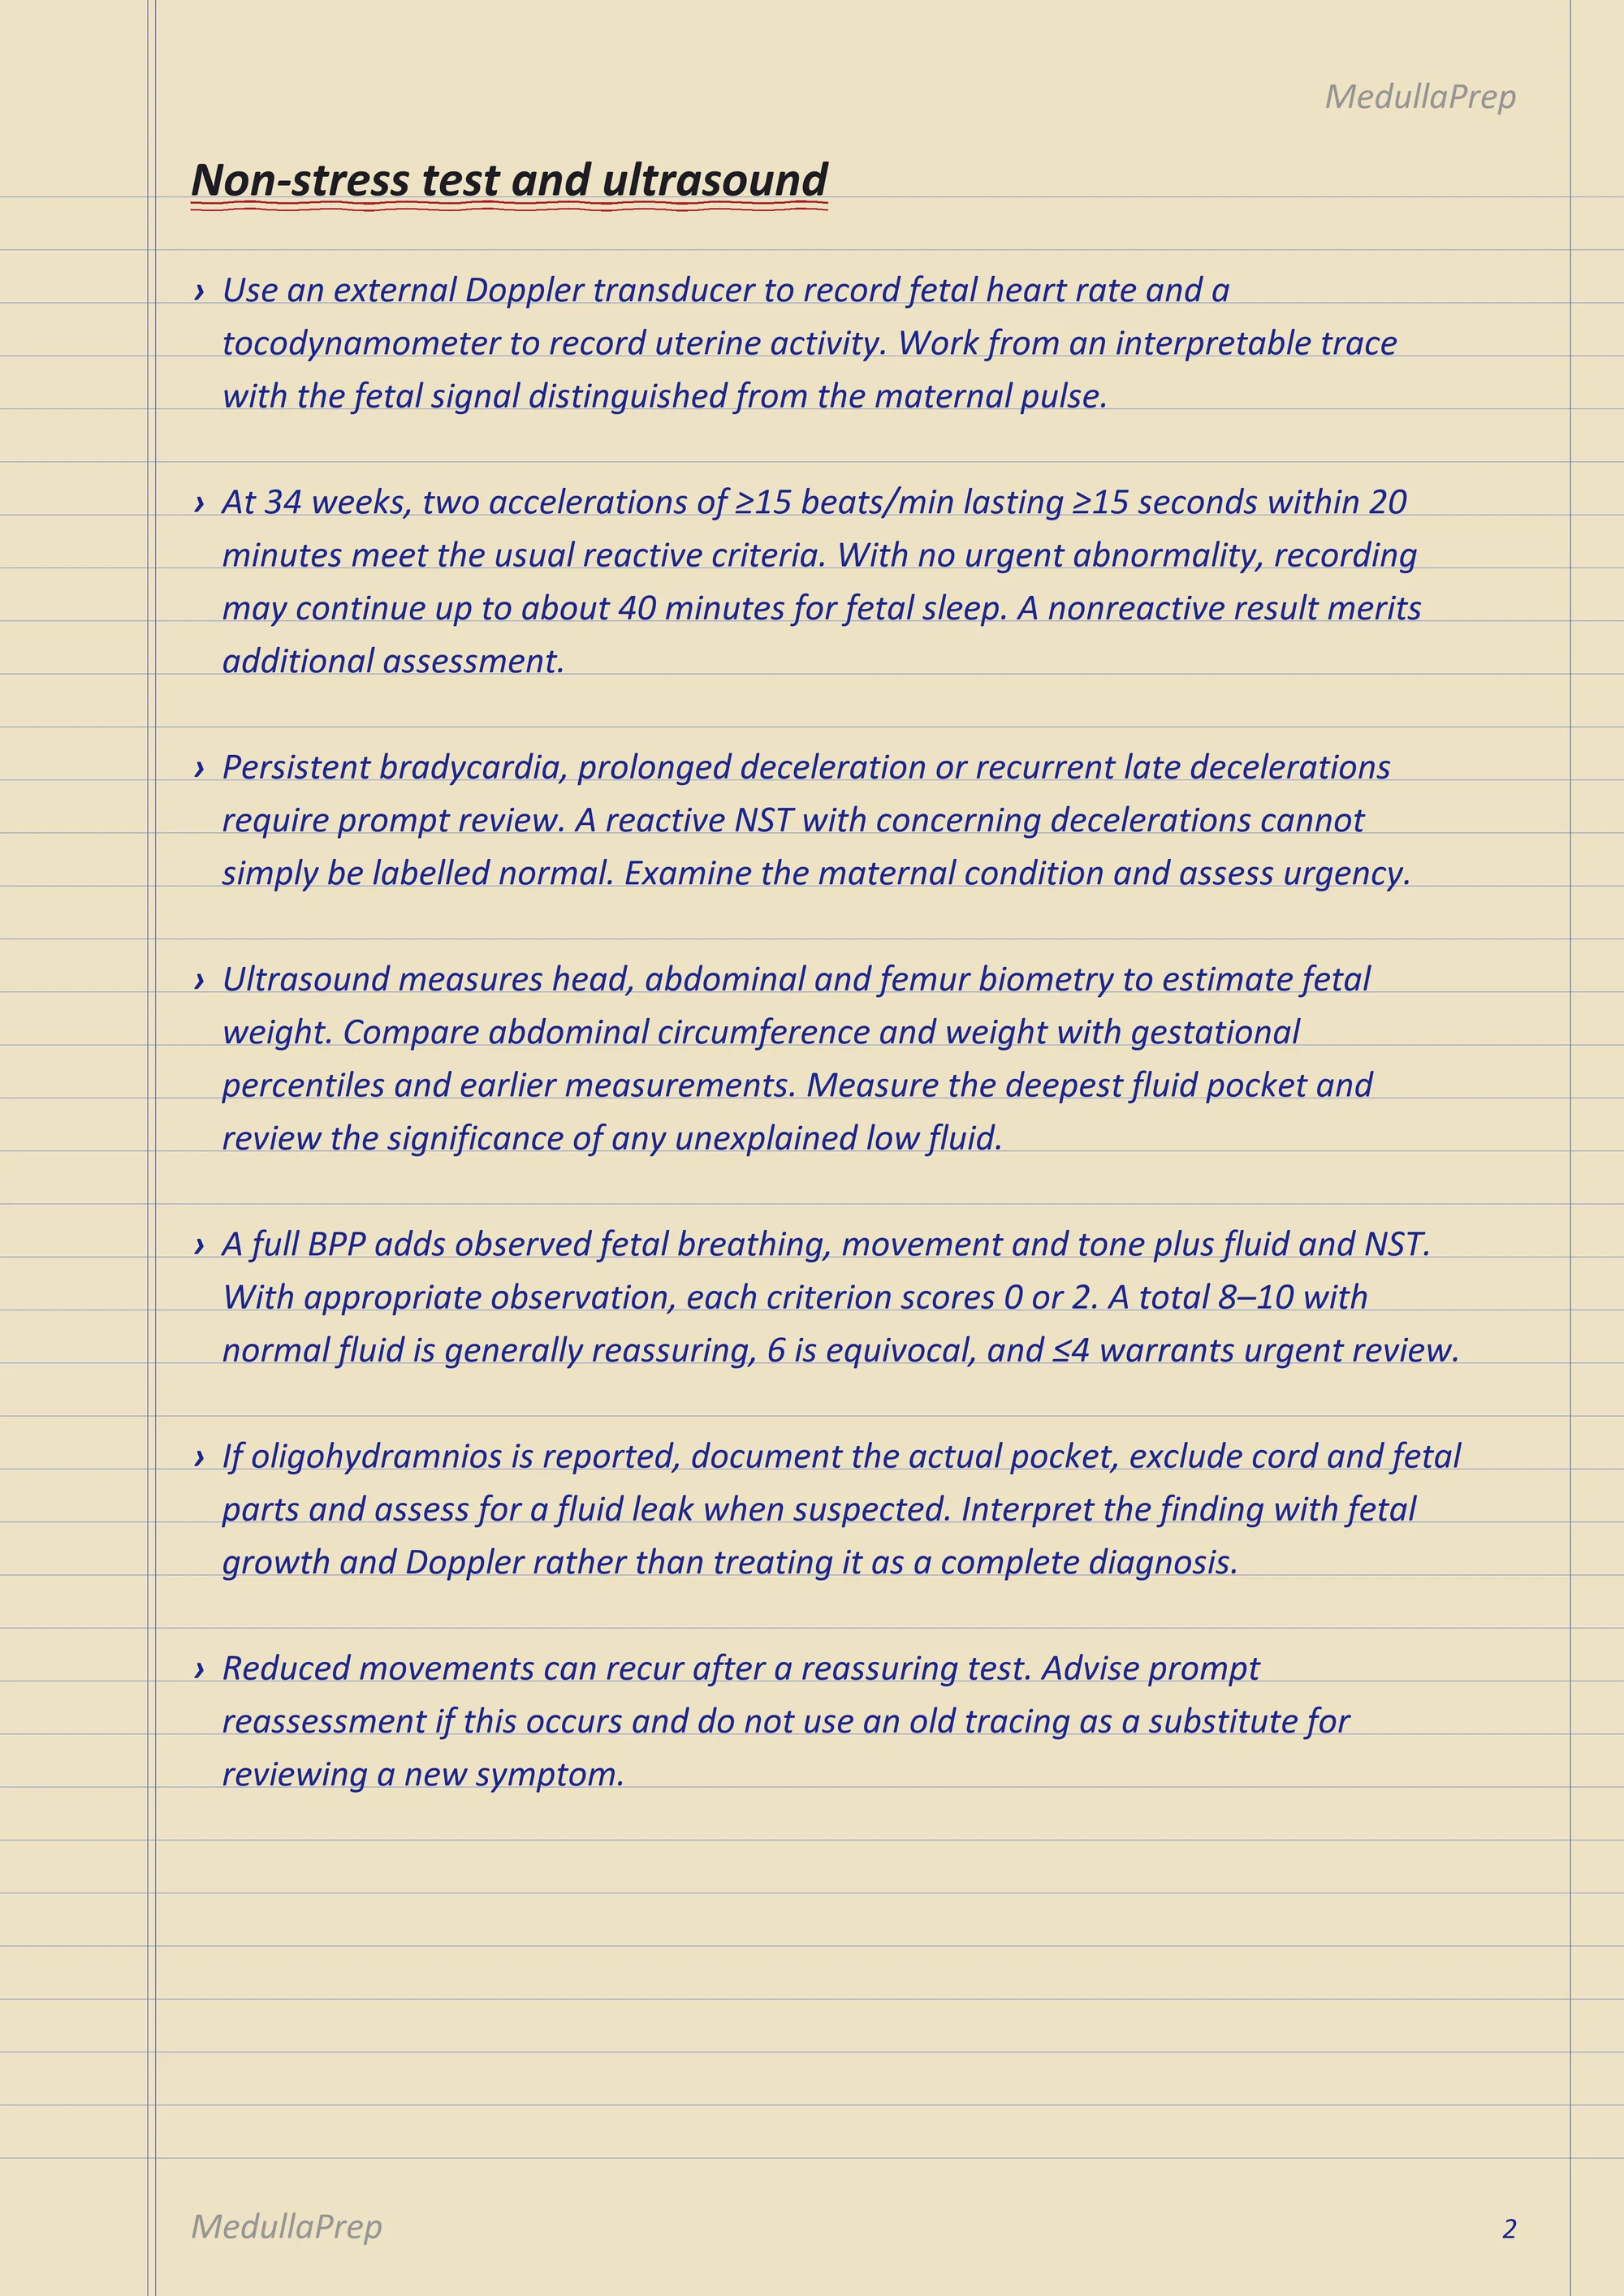 MedullaPrep
Non-stress test and ultrasound
› Use an external Doppler transducer to record fetal heart rate and a
tocodynamometer to record uterine activity. Work from an interpretable trace
with the fetal signal distinguished from the maternal pulse.
› At 34 weeks, two accelerations of ≥15 beats/min lasting ≥15 seconds within 20
minutes meet the usual reactive criteria. With no urgent abnormality, recording
may continue up to about 40 minutes for fetal sleep. A nonreactive result merits
additional assessment.
› Persistent bradycardia, prolonged deceleration or recurrent late decelerations
require prompt review. A reactive NST with concerning decelerations cannot
simply be labelled normal. Examine the maternal condition and assess urgency.
› Ultrasound measures head, abdominal and femur biometry to estimate fetal
weight. Compare abdominal circumference and weight with gestational
percentiles and earlier measurements. Measure the deepest fluid pocket and
review the significance of any unexplained low fluid.
› A full BPP adds observed fetal breathing, movement and tone plus fluid and NST.
With appropriate observation, each criterion scores 0 or 2. A total 8–10 with
normal fluid is generally reassuring, 6 is equivocal, and ≤4 warrants urgent review.
› If oligohydramnios is reported, document the actual pocket, exclude cord and fetal
parts and assess for a fluid leak when suspected. Interpret the finding with fetal
growth and Doppler rather than treating it as a complete diagnosis.
› Reduced movements can recur after a reassuring test. Advise prompt
reassessment if this occurs and do not use an old tracing as a substitute for
reviewing a new symptom.
MedullaPrep
2